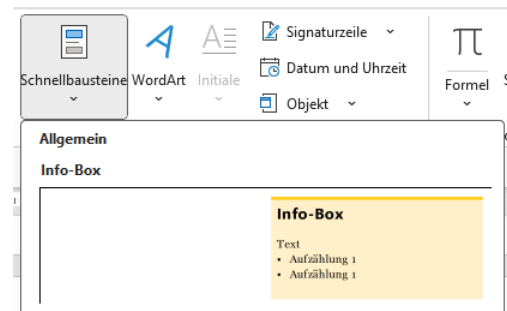 Signaturzeile
Datum und Uhrzeit
Schnellbausteine WordArt Initiale
Objekt
Formel
Allgemein
Info-Box
Info-Box
Text
• Aufzählung 1
• Aufzählung 1